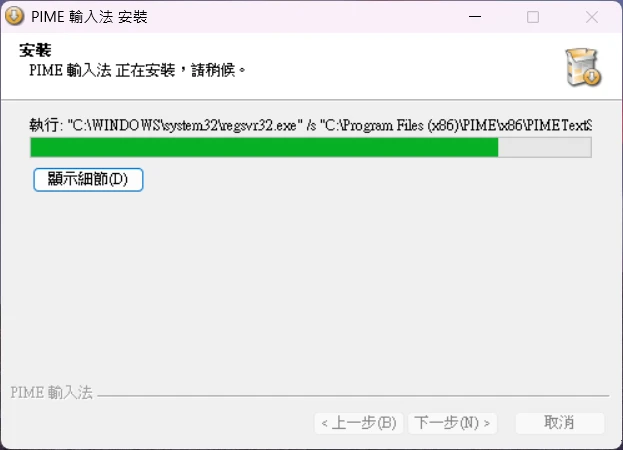 PIME 輸入法 安裝
安裝
PIME 輸入法 正在安裝，請稍候。
執行: "C:\WINDOWS\system32\regsvr32.exe" /s "C:\Program Files (x86)\PIME\x86\PIMETextS
顯示細節(D)
PIME 輸入法
< 上一步(B) 下一步(N) > 取消